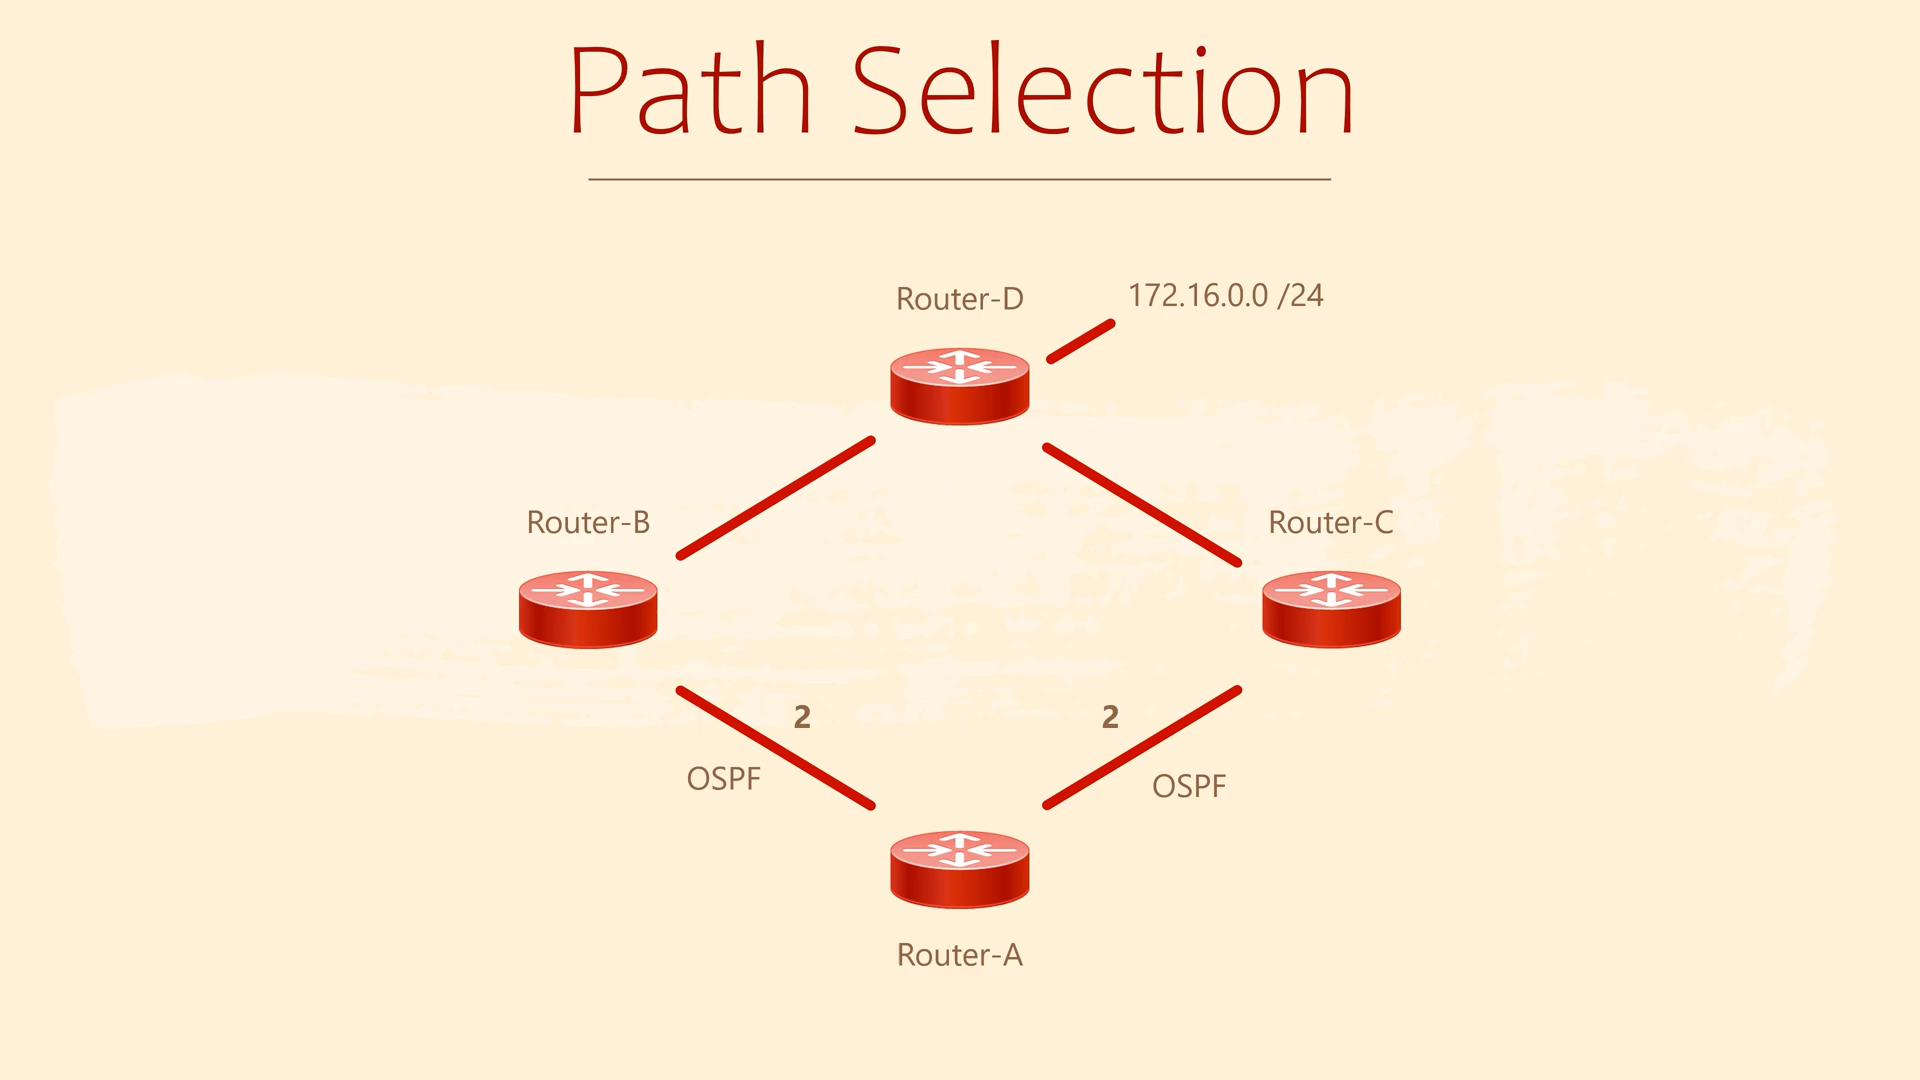 Path Selection
Router-D
172.16.0.0 /24
Router-B
Router-C
2
2
OSPF
OSPF
Router-A